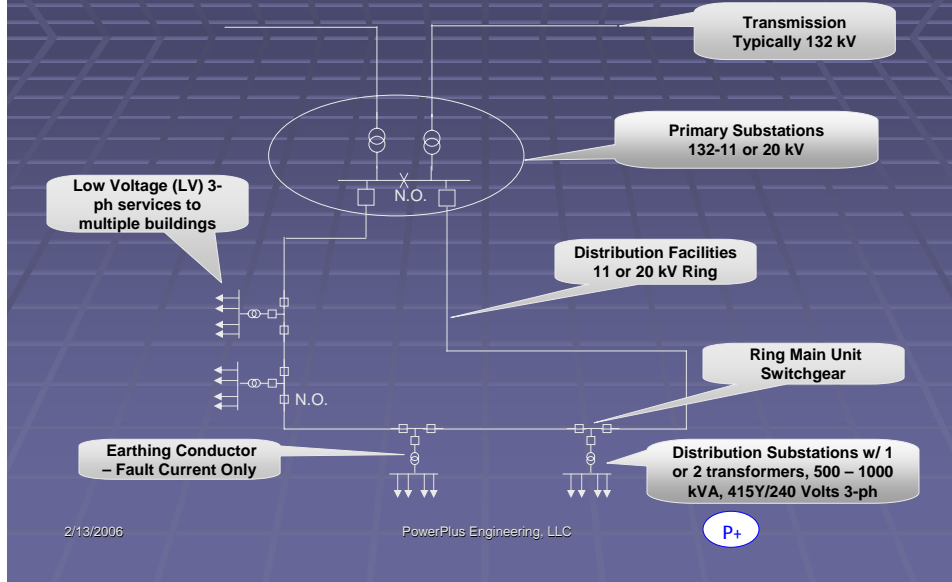 Transmission
Typically 132 kV
Primary Substations
132-11 or 20 kV
Low Voltage (LV) 3-
ph services to
multiple buildings
N.O.
Distribution Facilities
11 or 20 kV Ring
Ring Main Unit
Switchgear
N.O.
Earthing Conductor
– Fault Current Only
Distribution Substations w/ 1
or 2 transformers, 500 – 1000
kVA, 415Y/240 Volts 3-ph
2/13/2006
PowerPlus Engineering, LLC
P+